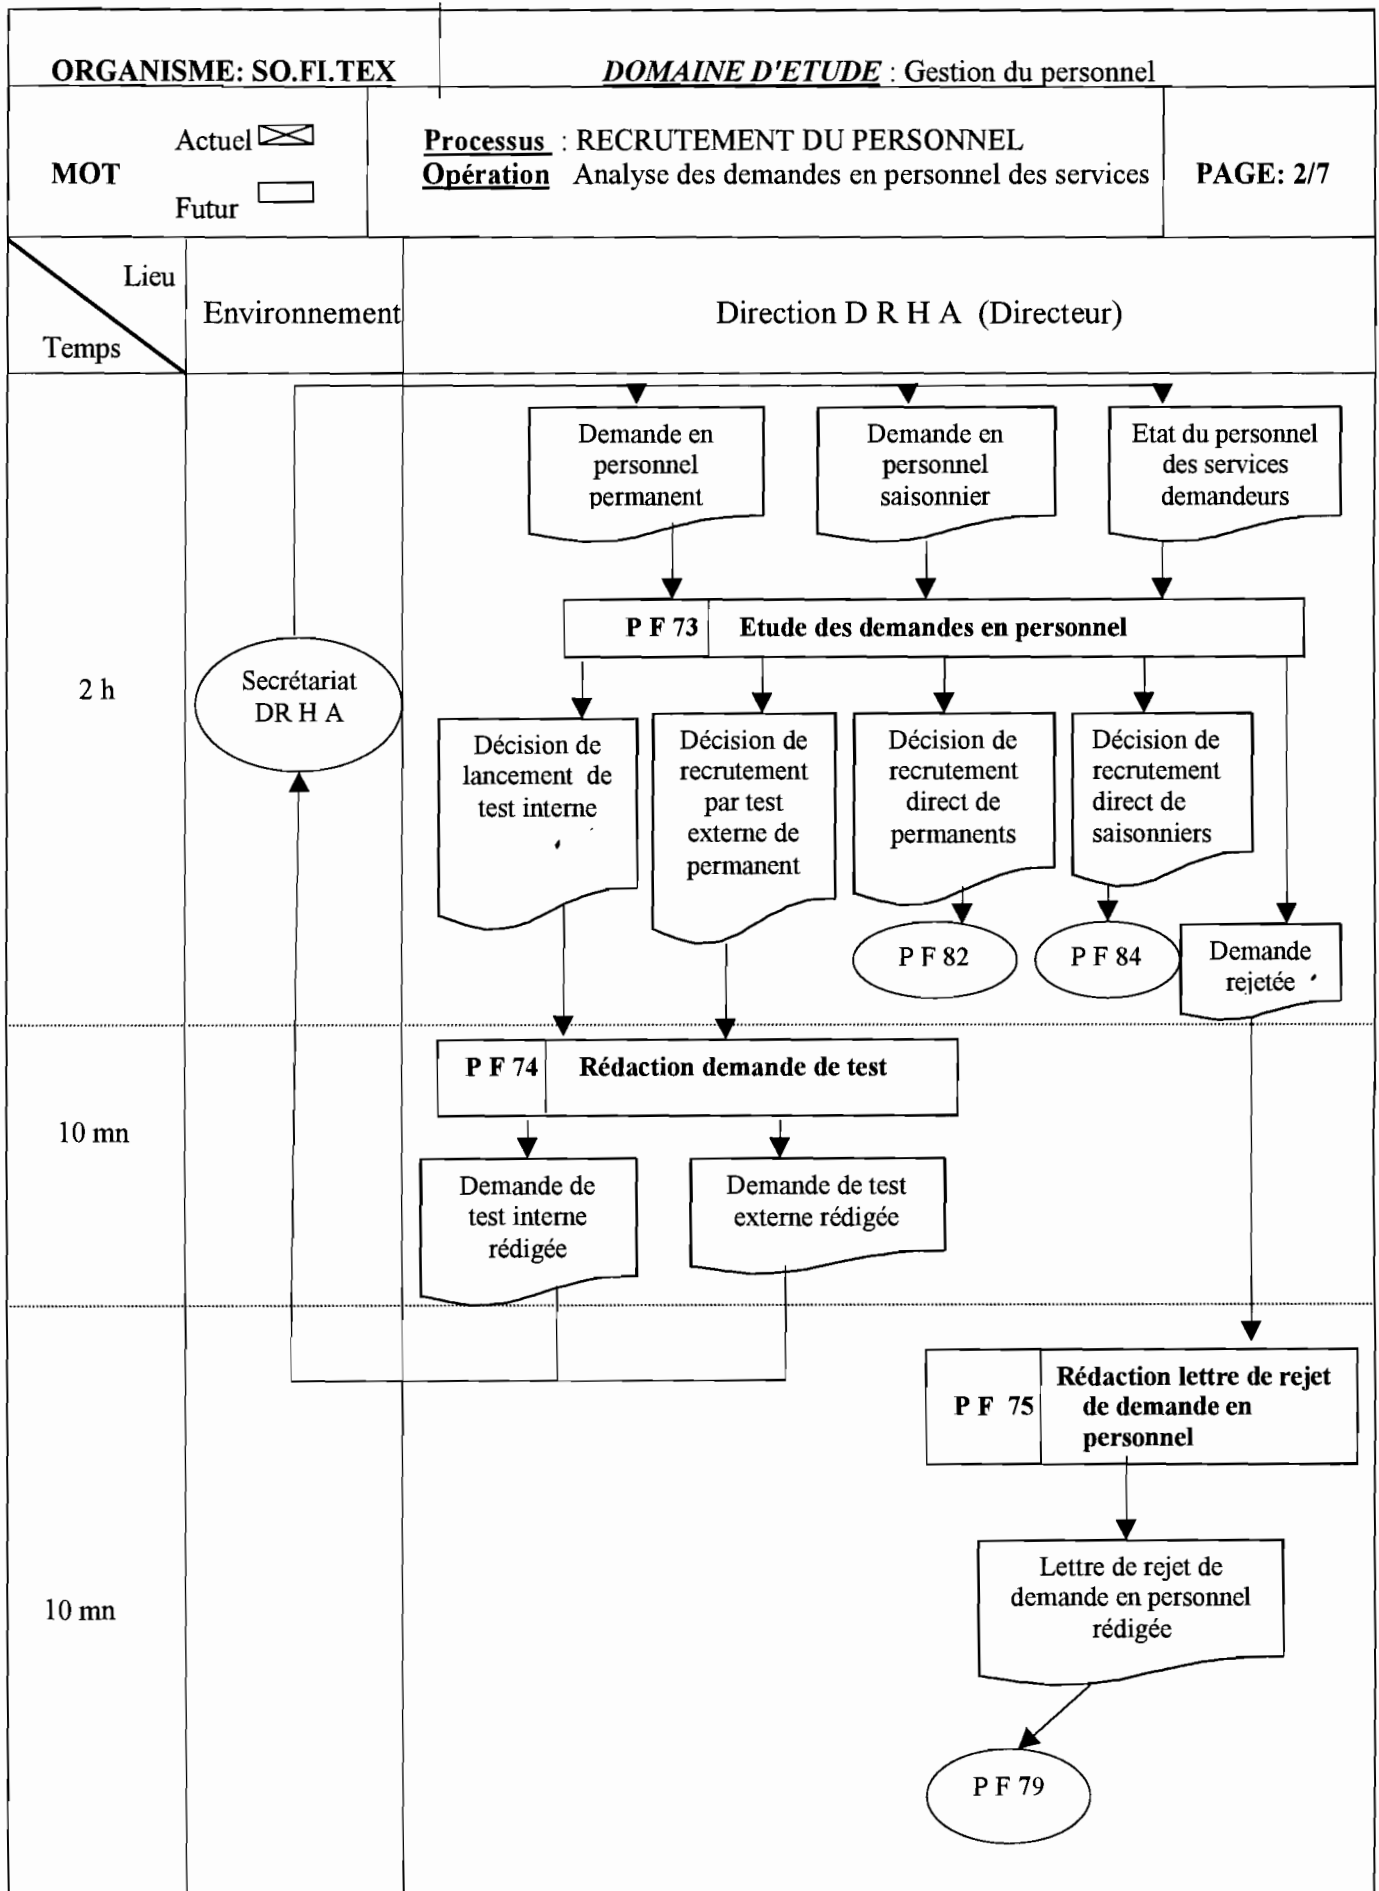 ORGANISME: SO.FI.TEX
DOMAINE D'ETUDE : Gestion du personnel
MOT
Actuel
Futur
Processus : RECRUTEMENT DU PERSONNEL
Opération Analyse des demandes en personnel des services
PAGE: 2/7
Lieu
Temps
Environnement
Direction D R H A (Directeur)
Demande en
personnel
permanent
Demande en
personnel
saisonnier
Etat du personnel
des services
demandeurs
P F 73 Etude des demandes en personnel
2 h
Secrétariat
DR H A
Décision de
lancement de
test interne
Décision de
recrutement
par test
externe de
permanent
Décision de
recrutement
direct de
permanents
Décision de
recrutement
direct de
saisonniers
P F 82
P F 84
Demande
rejetée
P F 74 Rédaction demande de test
10 mn
Demande de
test interne
rédigée
Demande de test
externe rédigée
P F 75
Rédaction lettre de rejet
de demande en
personnel
10 mn
Lettre de rejet de
demande en personnel
rédigée
P F 79